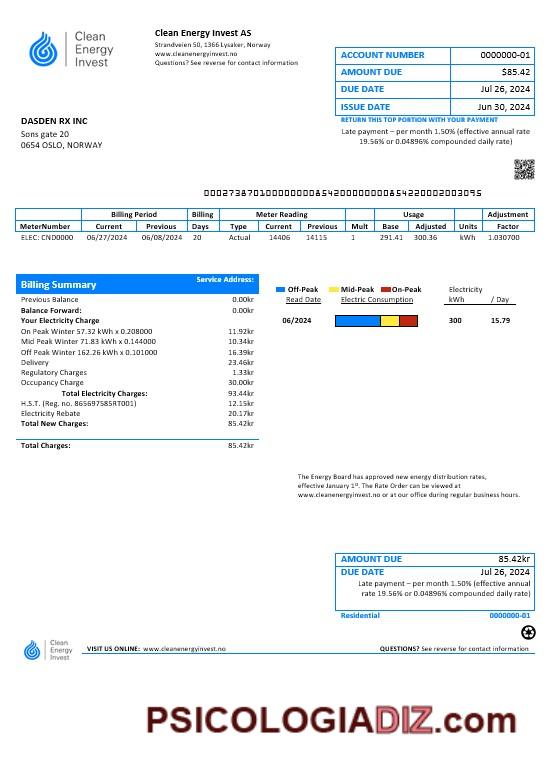 Clean
Energy
Invest
Clean Energy Invest AS
Strandveien 50, 1366 Lysaker, Norway
www.cleanenergyinvest.no
Questions? See reverse for contact information
ACCOUNT NUMBER 0000000-01
AMOUNT DUE $85.42
DUE DATE Jul 26, 2024
ISSUE DATE Jun 30, 2024
RETURN THIS TOP PORTION WITH YOUR PAYMENT
Late payment – per month 1.50% (effective annual rate
19.56% or 0.04896% compounded daily rate)
DASDEN RX INC
Sons gate 20
0654 OSLO, NORWAY
Billing Period Billing Meter Reading Usage Adjustment
MeterNumber Current Previous Days Type Current Previous Mult Base Adjusted Units Factor
ELEC: CND0000 06/27/2024 06/08/2024 20 Actual 14406 14115 1 291.41 300.36 kWh 1.030700
Billing Summary Service Address:
Previous Balance 0.00kr
Balance Forward: 0.00kr
Your Electricity Charge
On Peak Winter 57.32 kWh x 0.208000 11.92kr
Mid Peak Winter 71.83 kWh x 0.144000 10.34kr
Off Peak Winter 162.26 kWh x 0.101000 16.39kr
Delivery 23.46kr
Regulatory Charges 1.33kr
Occupancy Charge 30.00kr
Total Electricity Charges: 93.44kr
H.S.T. (Reg. no. 865697585RT001) 12.15kr
Electricity Rebate 20.17kr
Total New Charges: 85.42kr
Total Charges: 85.42kr
Off-Peak Mid-Peak On-Peak Electricity
Read Date Electric Consumption kWh / Day
06/2024 300 15.79
The Energy Board has approved new energy distribution rates,
effective January 1st. The Rate Order can be viewed at
www.cleanenergyinvest.no or at our office during regular business hours.
AMOUNT DUE 85.42kr
DUE DATE Jul 26, 2024
Late payment – per month 1.50% (effective annual
rate 19.56% or 0.04896% compounded daily rate)
Residential 0000000-01
Clean
Energy
Invest
VISIT US ONLINE: www.cleanenergyinvest.no QUESTIONS? See reverse for contact information
PSICOLOGIADIZ.com